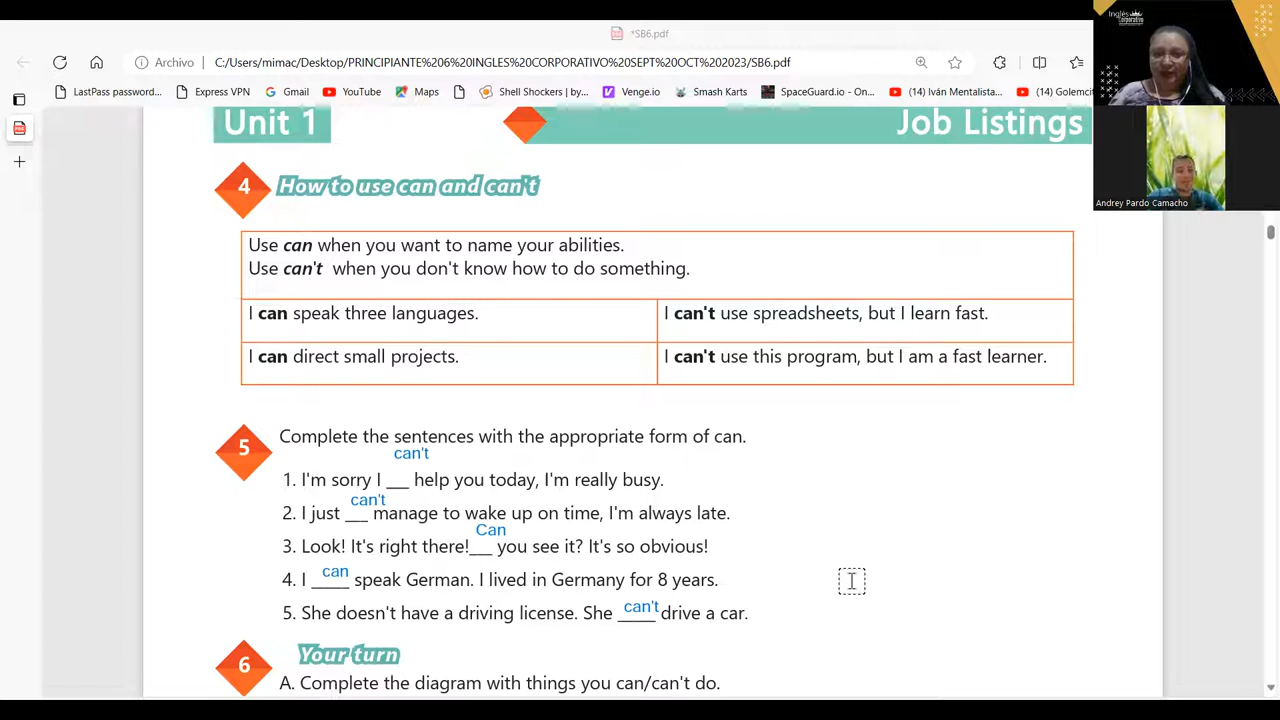 *SB6.pdf
Archivo C:/Users/mimac/Desktop/PRINCIPIANTE%206%20INGLES%20CORPORATIVO%20SEPT%20OCT%202023/SB6.pdf
LastPass password... Express VPN Gmail YouTube Maps Shell Shockers | by... Venge.io Smash Karts SpaceGuard.io - On... (14) Iván Mentalista... (14) Golemcit
Inglés
Corporativo
Andrey Pardo Camacho
Unit 1 Job Listings
4 How to use can and can't
Use can when you want to name your abilities.
Use can't when you don't know how to do something.
I can speak three languages. I can't use spreadsheets, but I learn fast.
I can direct small projects. I can't use this program, but I am a fast learner.
5 Complete the sentences with the appropriate form of can.
can't
1. I'm sorry I ___ help you today, I'm really busy.
can't
2. I just ___ manage to wake up on time, I'm always late.
Can
3. Look! It's right there!___ you see it? It's so obvious!
can
4. I _____ speak German. I lived in Germany for 8 years.
can't
5. She doesn't have a driving license. She _____ drive a car.
6 Your turn
A. Complete the diagram with things you can/can't do.